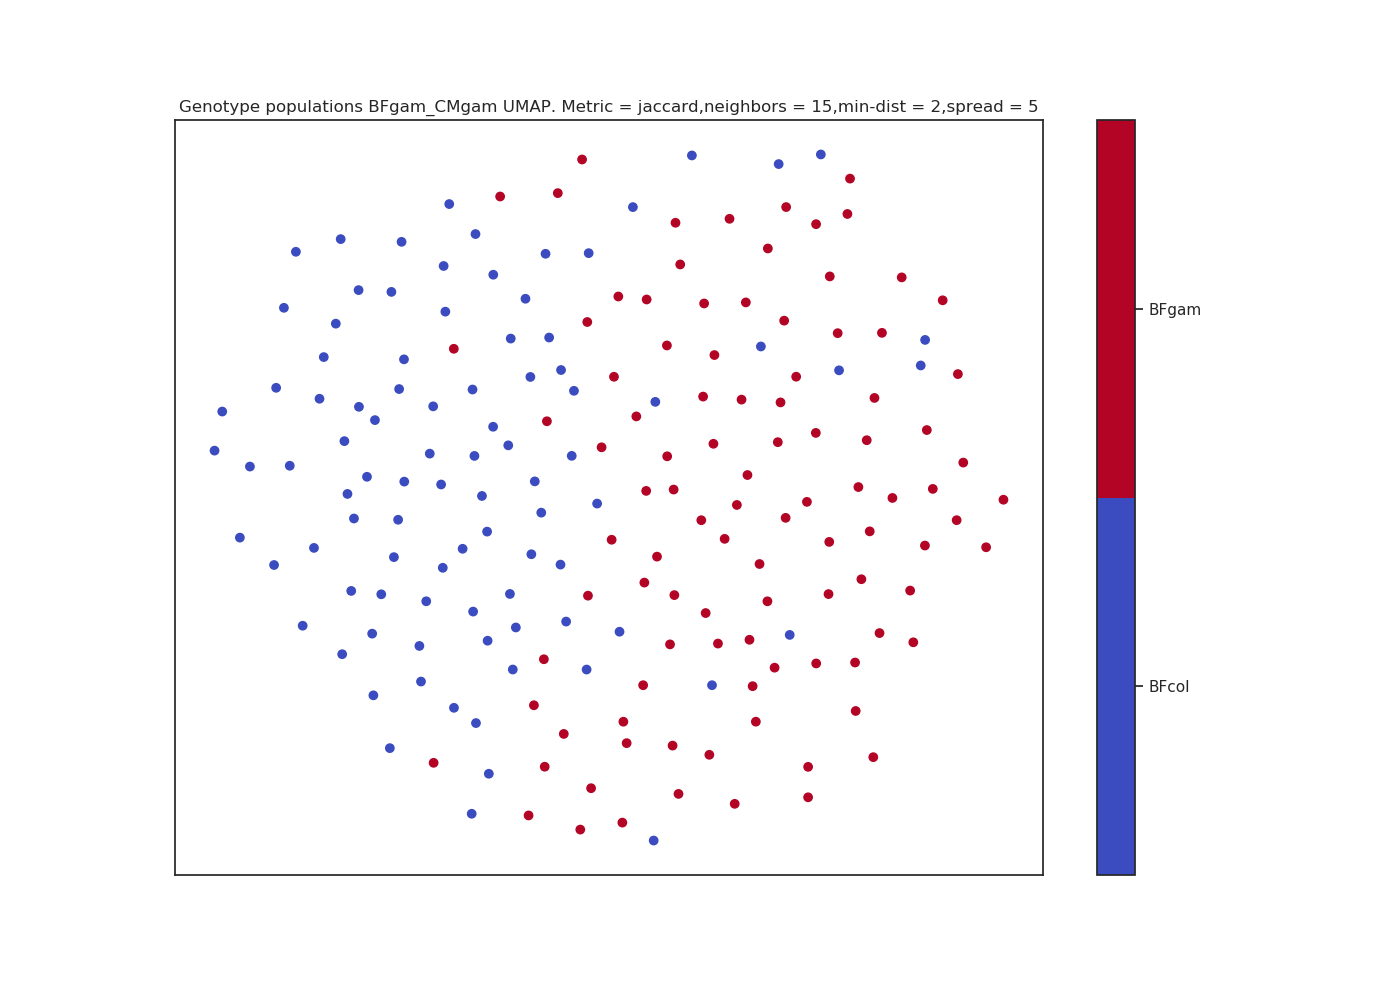 Genotype populations BFgam_CMgam UMAP. Metric = jaccard,neighbors = 15,min-dist = 2,spread = 5
BFgam
BFcol